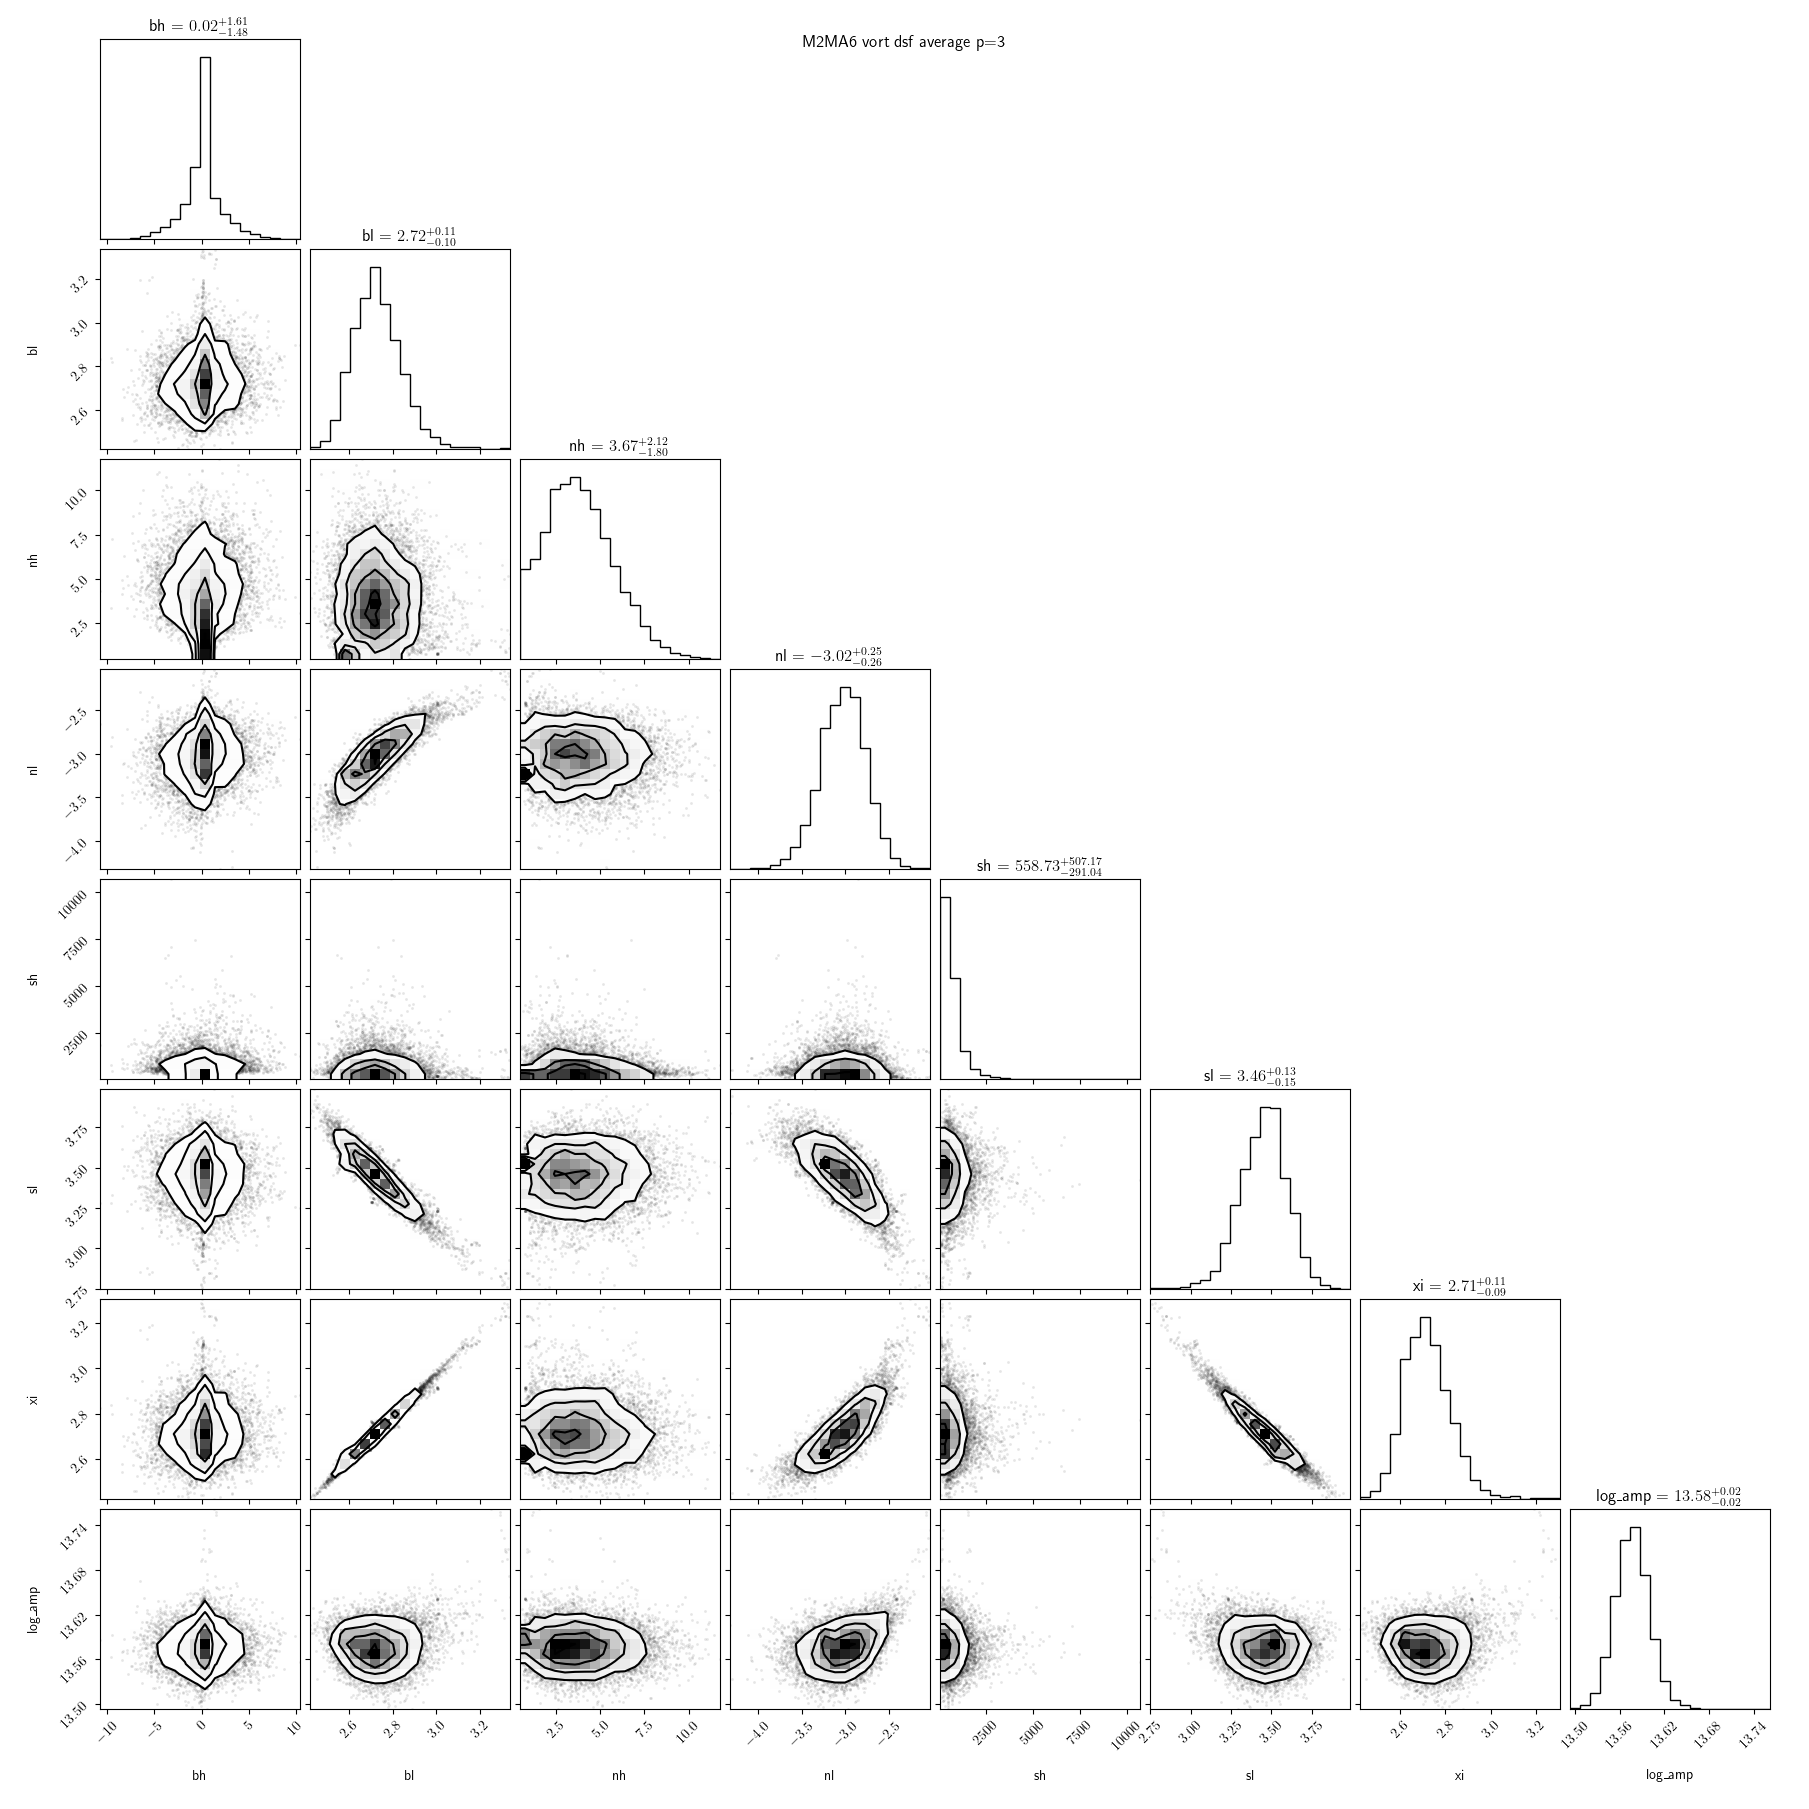 M2MA6 vort dsf average p=3
bh = 0.02^{+1.61}_{-1.48}
bl = 2.72^{+0.11}_{-0.10}
3.2
3.0
2.8
2.6
bl
nh = 3.67^{+2.12}_{-1.80}
10.0
7.5
5.0
2.5
nh
nl = −3.02^{+0.25}_{-0.26}
−2.5
−3.0
−3.5
−4.0
nl
sh = 558.73^{+507.17}_{-291.04}
10000
7500
5000
2500
sh
sl = 3.46^{+0.13}_{-0.15}
3.75
3.50
3.25
3.00
2.75
sl
xi = 2.71^{+0.11}_{-0.09}
3.2
3.0
2.8
2.6
xi
log_amp = 13.58^{+0.02}_{-0.02}
13.74
13.68
13.62
13.56
13.50
log_amp
−10 −5 0 5 10
2.6 2.8 3.0 3.2
2.5 5.0 7.5 10.0
−4.0 −3.5 −3.0 −2.5
2500 5000 7500 10000
2.75 3.00 3.25 3.50 3.75
2.6 2.8 3.0 3.2
13.50 13.56 13.62 13.68 13.74
bh bl nh nl sh sl xi log_amp